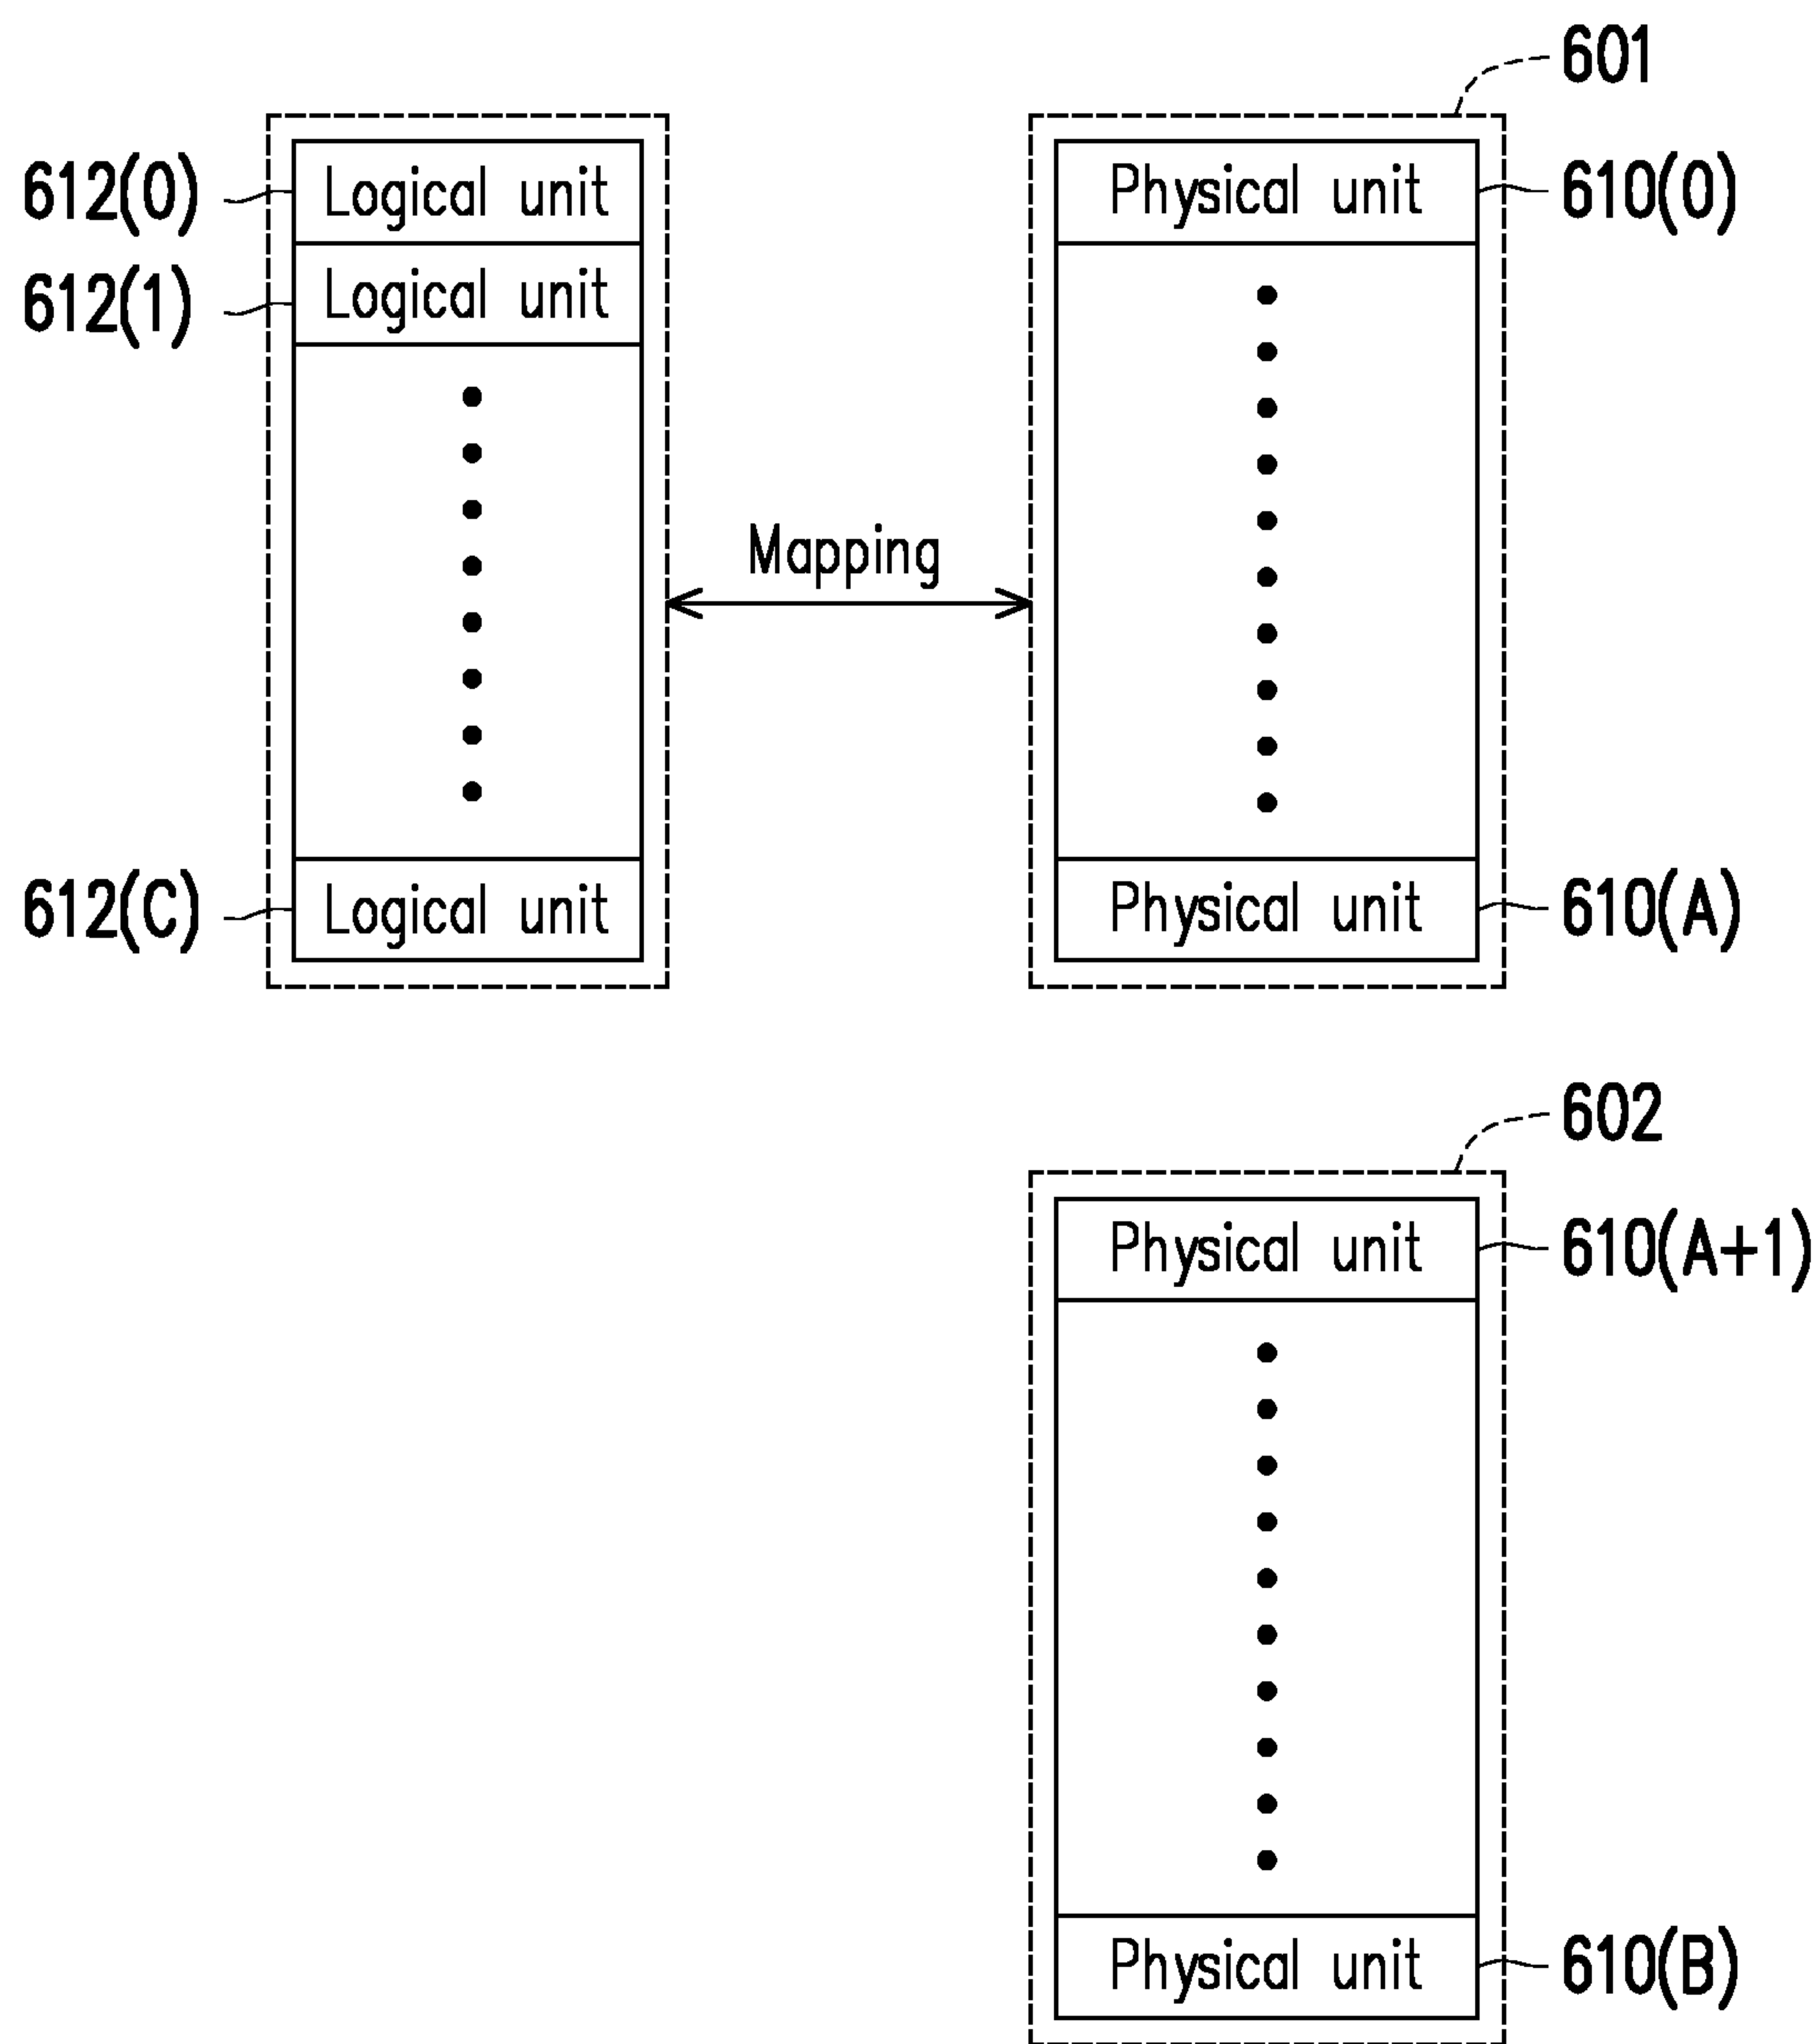 601
612(0) Logical unit Physical unit 610(0)
612(1) Logical unit
Mapping
612(C) Logical unit Physical unit 610(A)
602
Physical unit 610(A+1)
Physical unit 610(B)